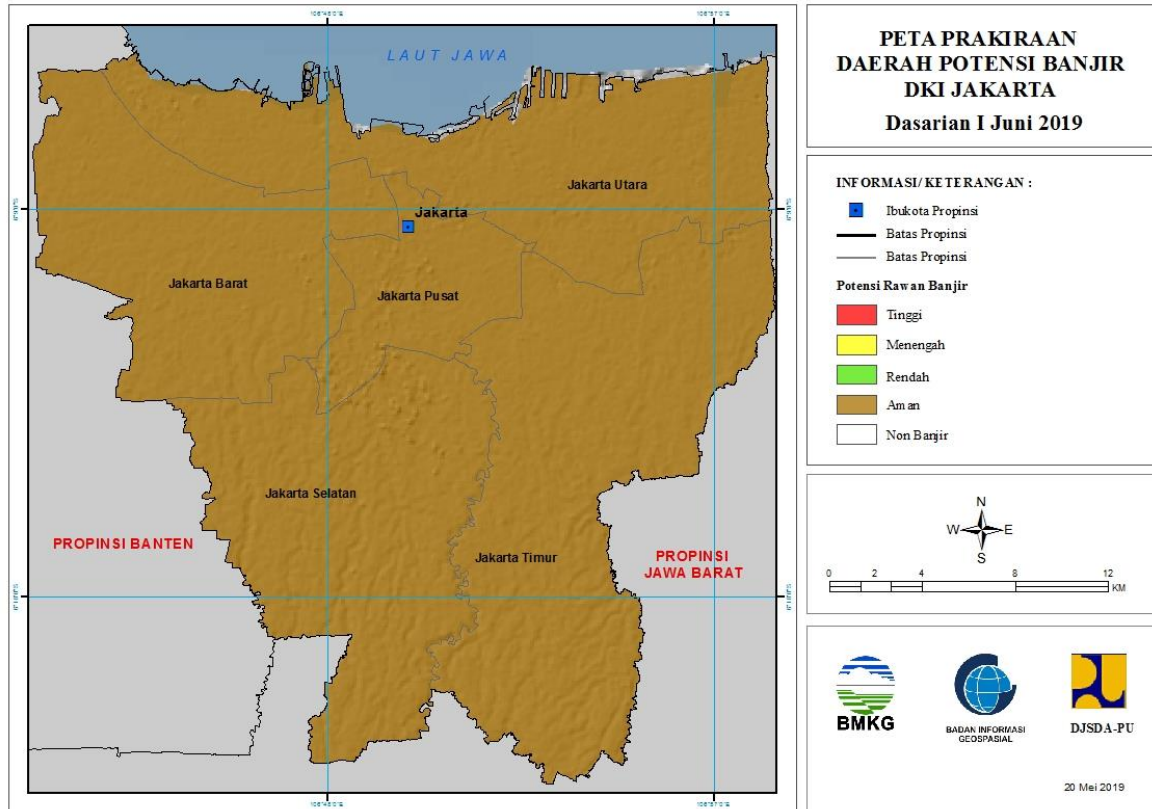 PETA PRAKIRAAN
DAERAH POTENSI BANJIR
DKI JAKARTA
Dasarian I Juni 2019
INFORMASI/KETERANGAN :
Ibukota Propinsi
Batas Propinsi
Batas Propinsi
Potensi Rawan Banjir
Tinggi
Menengah
Rendah
Aman
Non Banjir
N
W E
S
0 2 4 8 12
KM
BMKG
BADAN INFORMASI
GEOSPASIAL
DJSDA-PU
20 Mei 2019
LAUT JAWA
Jakarta Utara
Jakarta
Jakarta Barat
Jakarta Pusat
Jakarta Selatan
PROPINSI BANTEN
Jakarta Timur
PROPINSI
JAWA BARAT